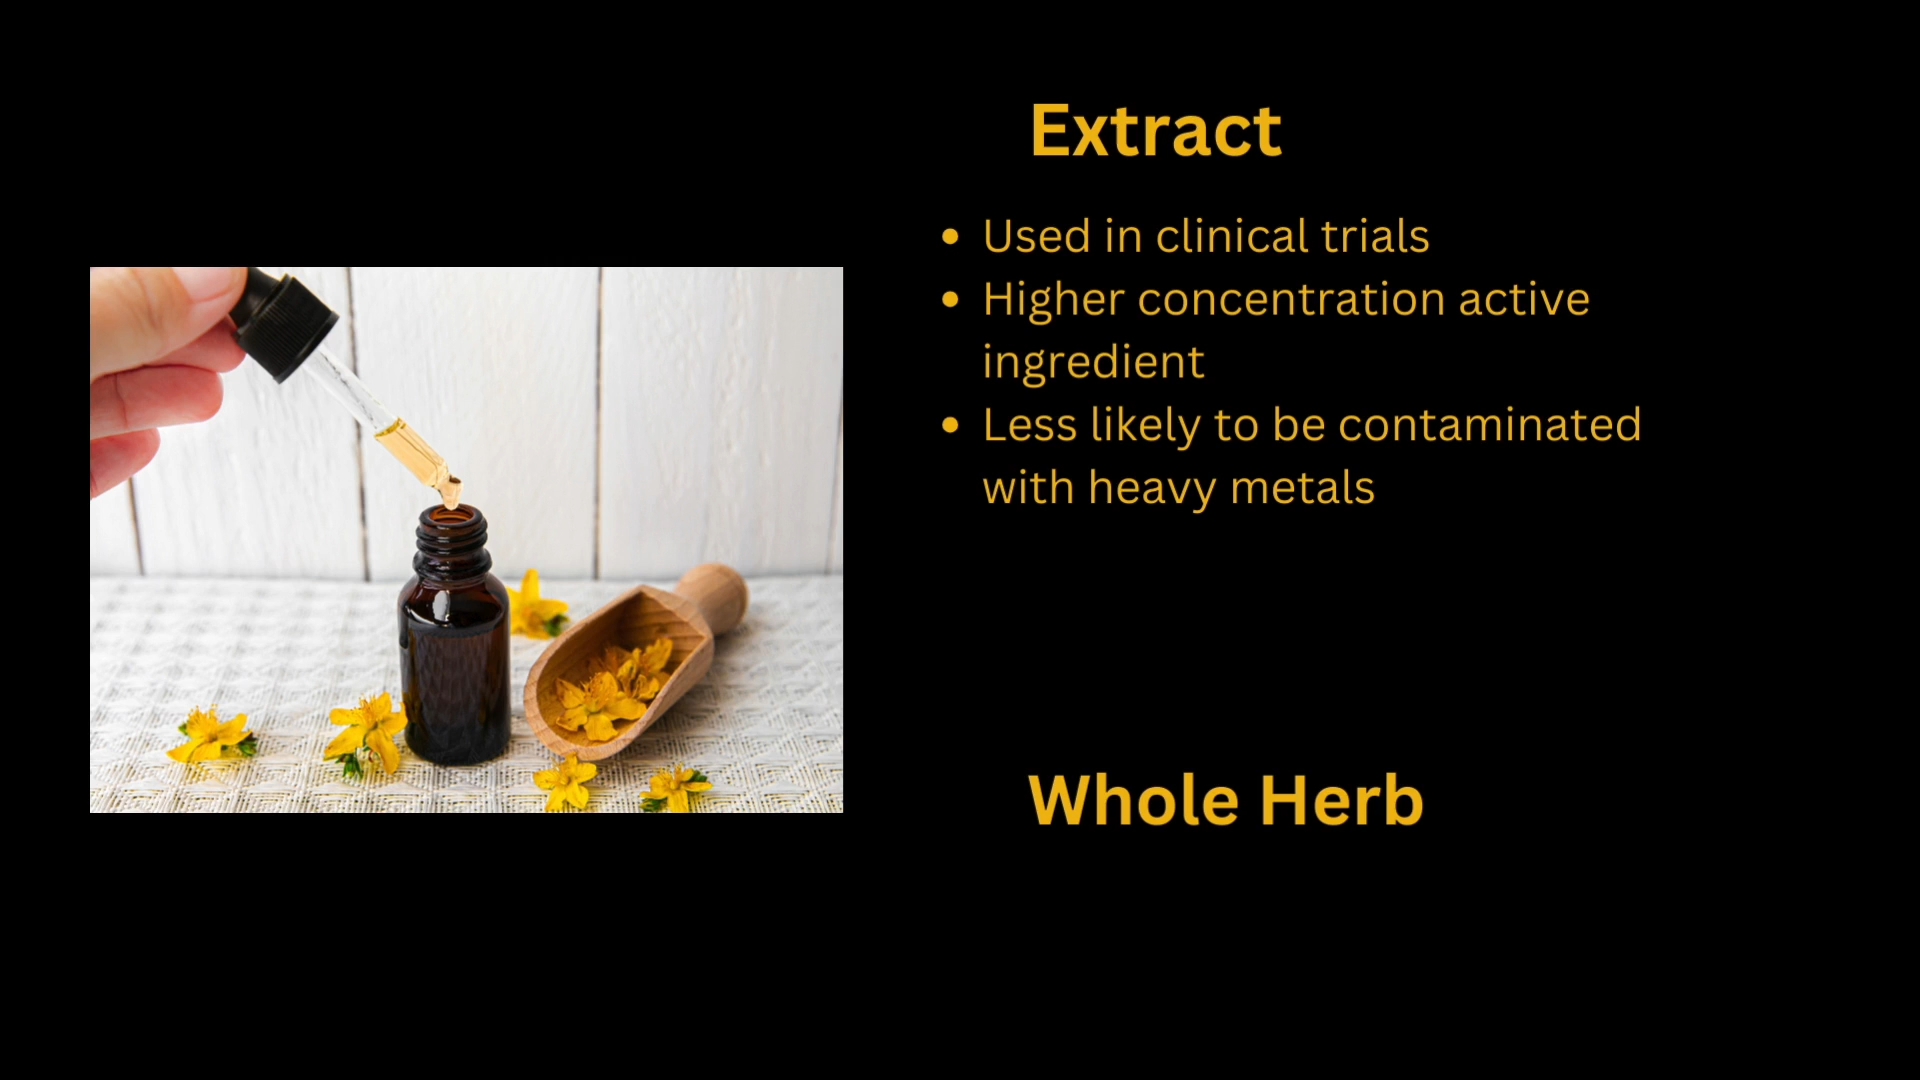 Extract
• Used in clinical trials
• Higher concentration active
ingredient
• Less likely to be contaminated
with heavy metals
Whole Herb